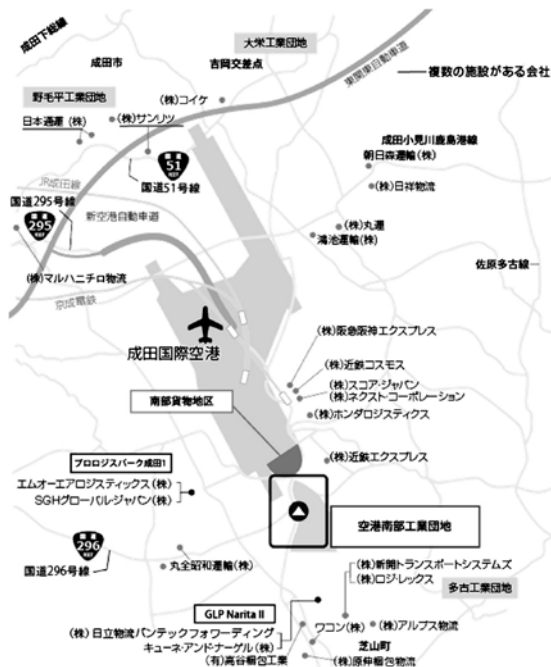 成田下総線
成田市
大栄工業団地
吉岡交差点
東関東自動車道
複数の施設がある会社
野毛平工業団地
(株)コイケ
日本通運 (株)
(株)サンリツ
成田小見川鹿島港線
朝日森運輸(株)
国道
51
国道51号線
(株)日祥物流
JR成田線
国道295号線
新空港自動車道
国道
295
(株)丸運
鴻池運輸(株)
佐原多古線
(株)マルハニチロ物流
京成電鉄
(株)阪急阪神エクスプレス
成田国際空港
(株)近鉄コスモス
(株)スコア・ジャパン
(株)ネクスト・コーポレーション
南部貨物地区
(株)ホンダロジスティクス
プロロジスパーク成田1
(株)近鉄エクスプレス
エムオーエアロジスティックス(株)
SGHグローバル・ジャパン(株)
空港南部工業団地
国道
296
国道296号線
丸全昭和運輸(株)
(株)新開トランスポートシステムズ
(株)ロジ・レックス
多古工業団地
GLP Narita II
(株)日立物流バンテックフォワーディング
ワコン(株)
(株)アルプス物流
キューネ・アンド・ナーゲル(株)
芝山町
(有)高谷梱包工業
(株)原伸梱包物流